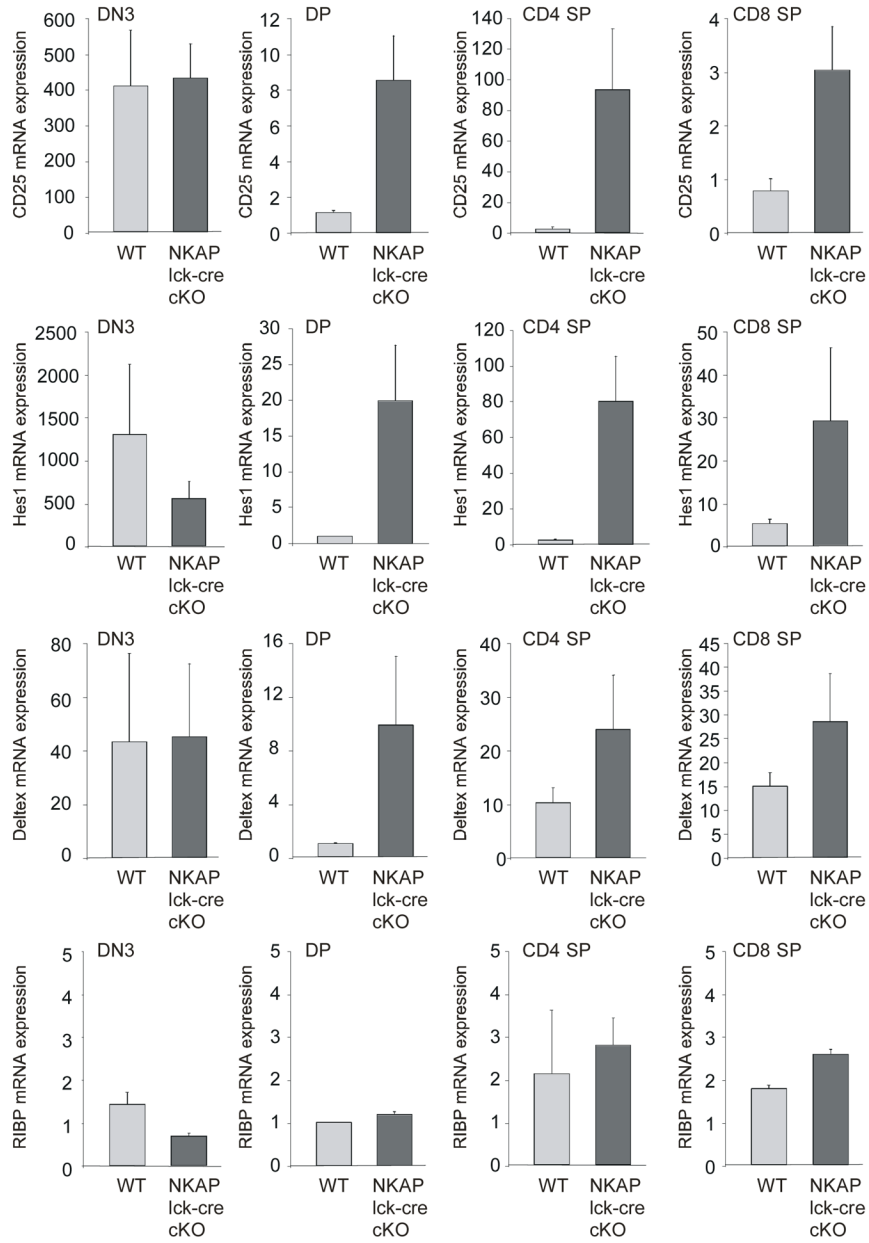 DN3
CD25 mRNA expression
600
500
400
300
200
100
0
WT
NKAP
lck-cre
cKO
DP
CD25 mRNA expression
14
12
10
8
6
4
2
0
WT
NKAP
lck-cre
cKO
CD4 SP
CD25 mRNA expression
140
120
100
80
60
40
20
0
WT
NKAP
lck-cre
cKO
CD8 SP
CD25 mRNA expression
4
3
2
1
0
WT
NKAP
lck-cre
cKO
DN3
Hes1 mRNA expression
2500
2000
1500
1000
500
0
WT
NKAP
lck-cre
cKO
DP
Hes1 mRNA expression
30
25
20
15
10
5
0
WT
NKAP
lck-cre
cKO
CD4 SP
Hes1 mRNA expression
120
100
80
60
40
20
0
WT
NKAP
lck-cre
cKO
CD8 SP
Hes1 mRNA expression
50
40
30
20
10
0
WT
NKAP
lck-cre
cKO
DN3
Deltex mRNA expression
80
60
40
20
0
WT
NKAP
lck-cre
cKO
DP
Deltex mRNA expression
16
12
8
4
0
WT
NKAP
lck-cre
cKO
CD4 SP
Deltex mRNA expression
40
30
20
10
0
WT
NKAP
lck-cre
cKO
CD8 SP
Deltex mRNA expression
45
40
35
30
25
20
15
10
5
0
WT
NKAP
lck-cre
cKO
DN3
RIBP mRNA expression
5
4
3
2
1
0
WT
NKAP
lck-cre
cKO
DP
RIBP mRNA expression
5
4
3
2
1
0
WT
NKAP
lck-cre
cKO
CD4 SP
RIBP mRNA expression
5
4
3
2
1
0
WT
NKAP
lck-cre
cKO
CD8 SP
RIBP mRNA expression
5
4
3
2
1
0
WT
NKAP
lck-cre
cKO